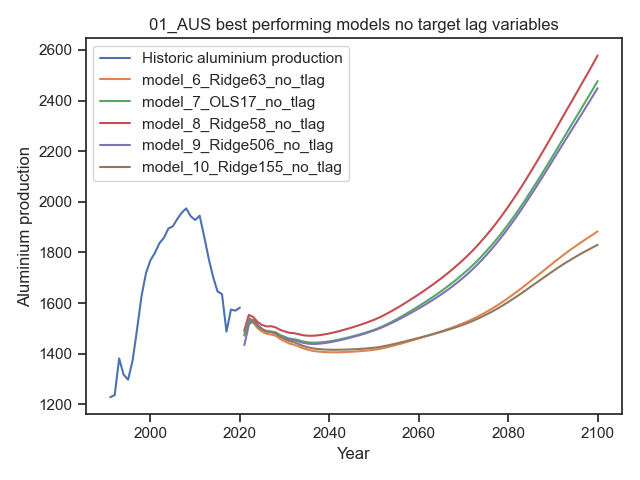 01_AUS best performing models no target lag variables
Aluminium production
2600
2400
2200
2000
1800
1600
1400
1200
Historic aluminium production
model_6_Ridge63_no_tlag
model_7_OLS17_no_tlag
model_8_Ridge58_no_tlag
model_9_Ridge506_no_tlag
model_10_Ridge155_no_tlag
2000
2020
2040
2060
2080
2100
Year